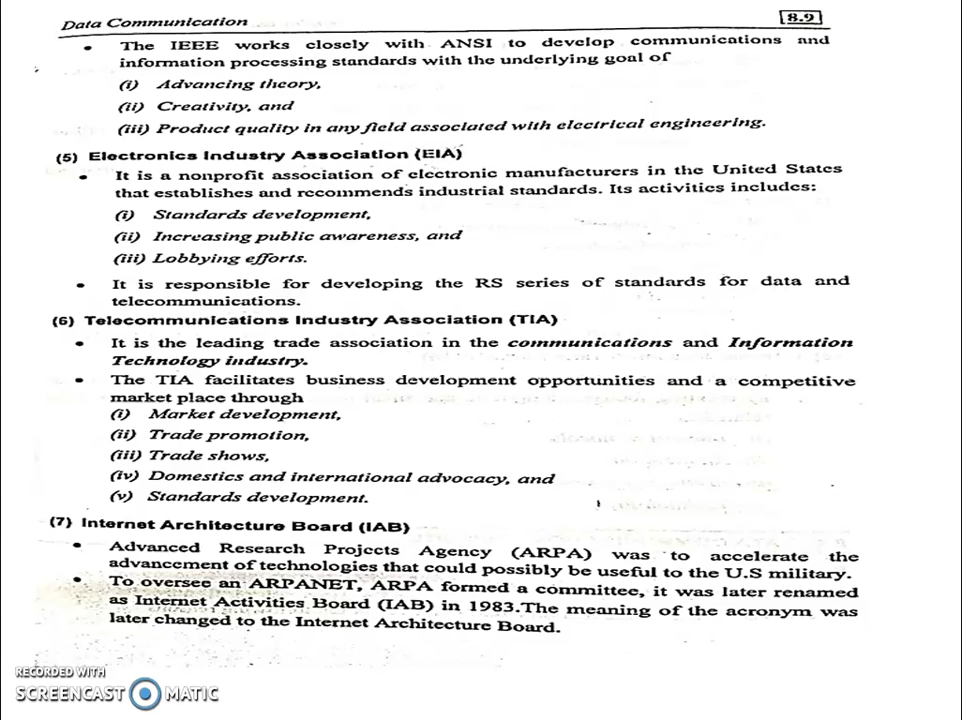 Data Communication
8.9
• The IEEE works closely with ANSI to develop communications and
information processing standards with the underlying goal of
(i) Advancing theory,
(ii) Creativity, and
(iii) Product quality in any field associated with electrical engineering.
(5) Electronics Industry Association (EIA)
• It is a nonprofit association of electronic manufacturers in the United States
that establishes and recommends industrial standards. Its activities includes:
(i) Standards development,
(ii) Increasing public awareness, and
(iii) Lobbying efforts.
• It is responsible for developing the RS series of standards for data and
telecommunications.
(6) Telecommunications Industry Association (TIA)
• It is the leading trade association in the communications and Information
Technology industry.
• The TIA facilitates business development opportunities and a competitive
market place through
(i) Market development,
(ii) Trade promotion,
(iii) Trade shows,
(iv) Domestics and international advocacy, and
(v) Standards development.
(7) Internet Architecture Board (IAB)
• Advanced Research Projects Agency (ARPA) was to accelerate the
advancement of technologies that could possibly be useful to the U.S military.
• To oversee an ARPANET, ARPA formed a committee, it was later renamed
as Internet Activities Board (IAB) in 1983.The meaning of the acronym was
later changed to the Internet Architecture Board.
RECORDED WITH
SCREENCAST MATIC